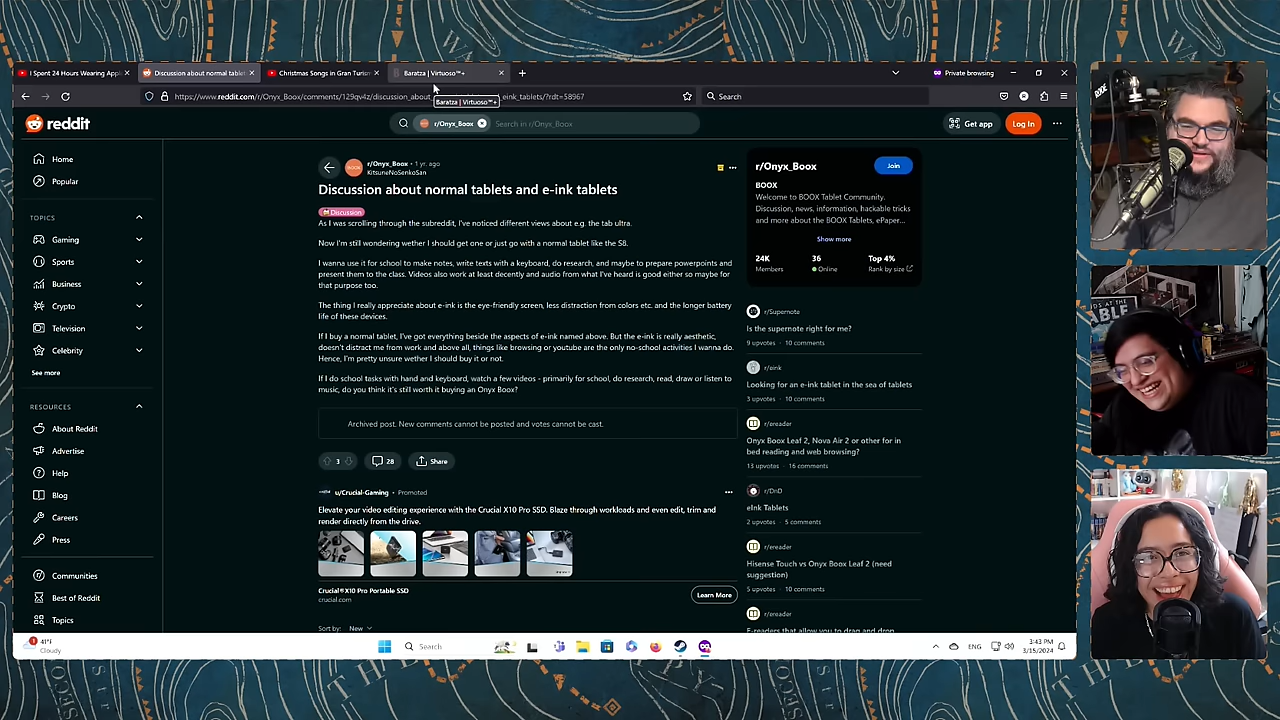 I Spent 24 Hours Wearing Appl
Discussion about normal tablet
Christmas Songs in Gran Turism
Baratza | Virtuoso™+
Private browsing
https://www.reddit.com/r/Onyx_Boox/comments/129qv4z/discussion_about_
eink_tablets/?rdt=58967
Baratza | Virtuoso™+
Search
reddit
r/Onyx_Boox
Search in r/Onyx_Boox
Get app
Log In
Home
Popular
TOPICS
Gaming
Sports
Business
Crypto
Television
Celebrity
See more
RESOURCES
About Reddit
Advertise
Help
Blog
Careers
Press
Communities
Best of Reddit
Topics
r/Onyx_Boox • 1 yr. ago
KitsuneNoSenkoSan
Discussion about normal tablets and e-ink tablets
Discussion
As I was scrolling through the subreddit, I've noticed different views about e.g. the tab ultra.
Now I'm still wondering wether I should get one or just go with a normal tablet like the S8.
I wanna use it for school to make notes, write texts with a keyboard, do research, and maybe to prepare powerpoints and
present them to the class. Videos also work at least decently and audio from what I've heard is good either so maybe for
that purpose too.
The thing I really appreciate about e-ink is the eye-friendly screen, less distraction from colors etc. and the longer battery
life of these devices.
If I buy a normal tablet, I've got everything beside the aspects of e-ink named above. But the e-ink is really aesthetic,
doesn't distract me from work and above all, things like browsing or youtube are the only no-school activities I wanna do.
Hence, I'm pretty unsure wether I should buy it or not.
If I do school tasks with hand and keyboard, watch a few videos - primarily for school, do research, read, draw or listen to
music, do you think it's still worth it buying an Onyx Boox?
Archived post. New comments cannot be posted and votes cannot be cast.
3
28
Share
u/Crucial-Gaming • Promoted
Elevate your video editing experience with the Crucial X10 Pro SSD. Blaze through workloads and even edit, trim and
render directly from the drive.
Crucial®X10 Pro Portable SSD
crucial.com
Learn More
Sort by: New
r/Onyx_Boox
Join
BOOX
Welcome to BOOX Tablet Community.
Discussion, news, information, hackable tricks
and more about the BOOX Tablets, ePaper...
Show more
24K
Members
36
Online
Top 4%
Rank by size
r/Supernote
Is the supernote right for me?
9 upvotes · 10 comments
r/eink
Looking for an e-ink tablet in the sea of tablets
3 upvotes · 10 comments
r/ereader
Onyx Boox Leaf 2, Nova Air 2 or other for in
bed reading and web browsing?
13 upvotes · 16 comments
r/DnD
eInk Tablets
2 upvotes · 5 comments
r/ereader
Hisense Touch vs Onyx Boox Leaf 2 (need
suggestion)
5 upvotes · 10 comments
r/ereader
E-readers that allow you to drag and drop
41°F
Cloudy
Search
ENG
3:43 PM
3/15/2024
RODE
ABLE